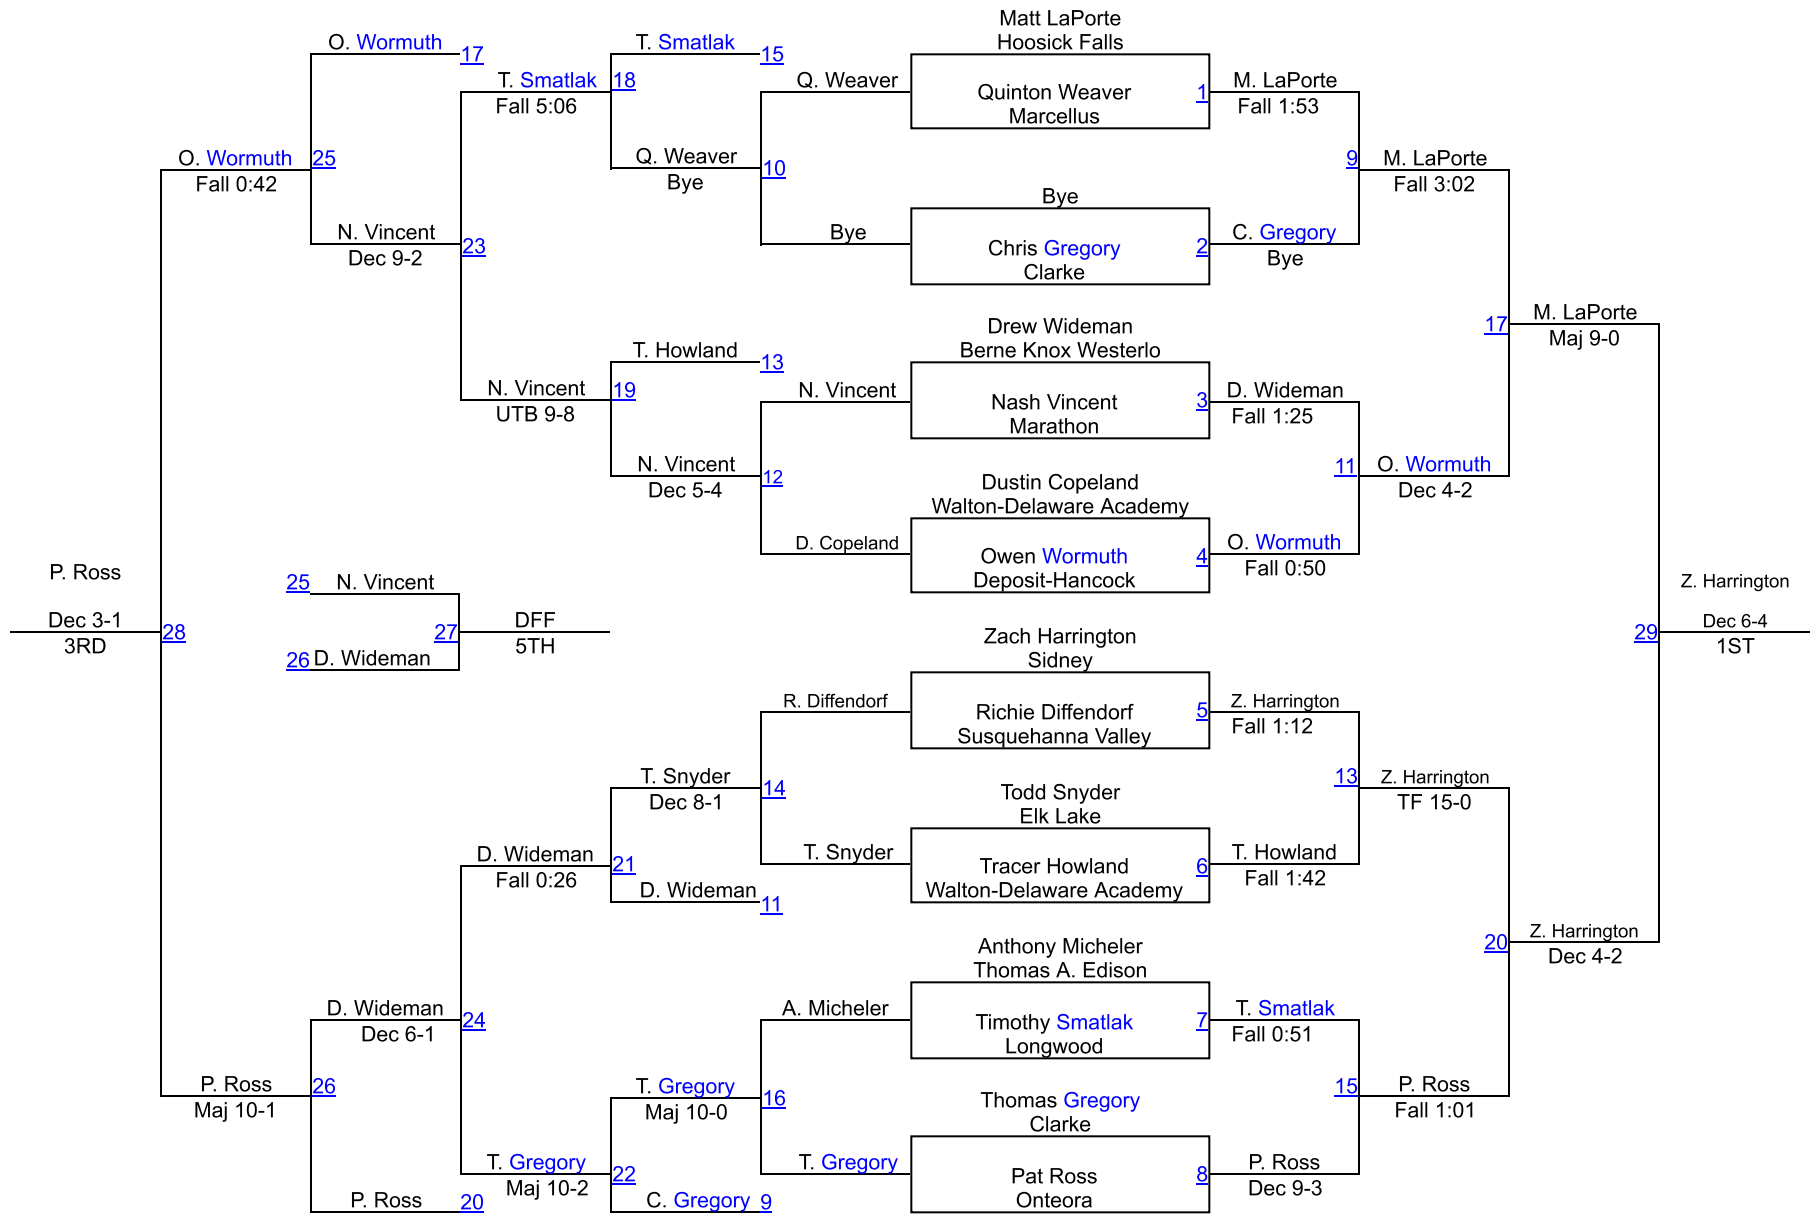 Matt LaPorte
Hoosick Falls
O. Wormuth
17
T. Smatlak
15
T. Smatlak
18
Fall 5:06
Q. Weaver
Quinton Weaver
Marcellus
1
M. LaPorte
Fall 1:53
O. Wormuth
25
Fall 0:42
Q. Weaver
Bye
10
9
M. LaPorte
Fall 3:02
Bye
N. Vincent
Dec 9-2
23
Bye
Chris Gregory
Clarke
2
C. Gregory
Bye
Drew Wideman
Berne Knox Westerlo
17
M. LaPorte
Maj 9-0
T. Howland
13
N. Vincent
UTB 9-8
19
N. Vincent
Nash Vincent
Marathon
3
D. Wideman
Fall 1:25
N. Vincent
Dec 5-4
12
11
O. Wormuth
Dec 4-2
Dustin Copeland
Walton-Delaware Academy
D. Copeland
Owen Wormuth
Deposit-Hancock
4
O. Wormuth
Fall 0:50
P. Ross
Dec 3-1
3RD
28
25
N. Vincent
27
DFF
5TH
26
D. Wideman
Z. Harrington
Dec 6-4
1ST
29
Zach Harrington
Sidney
R. Diffendorf
Richie Diffendorf
Susquehanna Valley
5
Z. Harrington
Fall 1:12
T. Snyder
Dec 8-1
14
13
Z. Harrington
TF 15-0
Todd Snyder
Elk Lake
D. Wideman
Fall 0:26
21
T. Snyder
Tracer Howland
Walton-Delaware Academy
6
T. Howland
Fall 1:42
D. Wideman
11
20
Z. Harrington
Dec 4-2
Anthony Micheler
Thomas A. Edison
D. Wideman
Dec 6-1
24
A. Micheler
Timothy Smatlak
Longwood
7
T. Smatlak
Fall 0:51
P. Ross
Maj 10-1
26
T. Gregory
Maj 10-0
16
15
P. Ross
Fall 1:01
Thomas Gregory
Clarke
T. Gregory
Maj 10-2
22
T. Gregory
Pat Ross
Onteora
8
P. Ross
Dec 9-3
P. Ross
20
C. Gregory
9